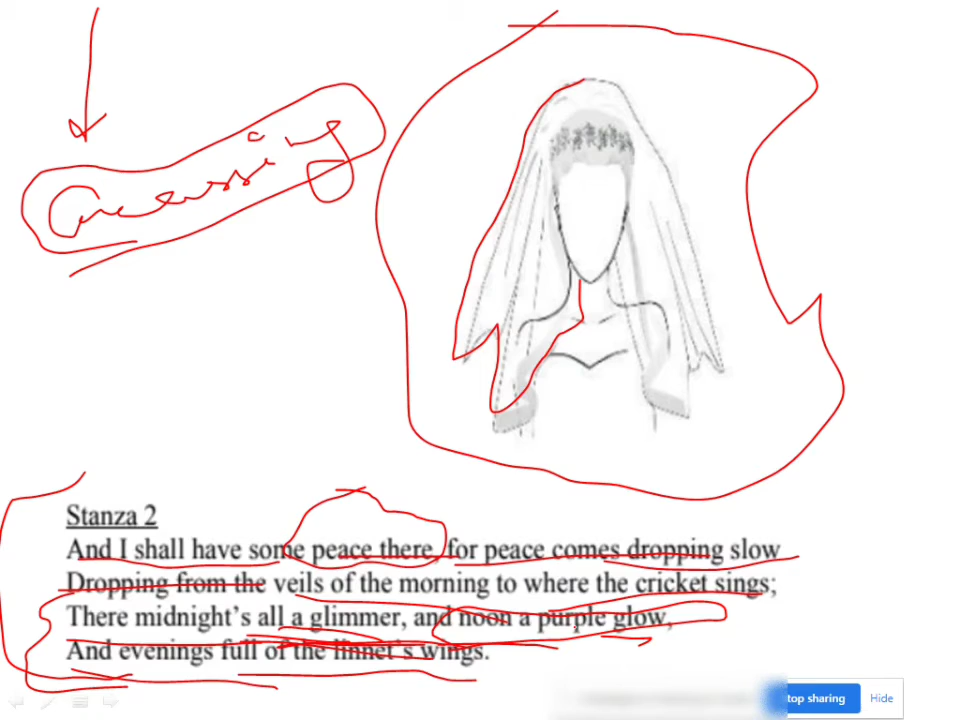 Stanza 2
And I shall have some peace there, for peace comes dropping slow
Dropping from the veils of the morning to where the cricket sings;
There midnight's all a glimmer, and noon a purple glow,
And evenings full of the linnet's wings.
top sharing
Hide